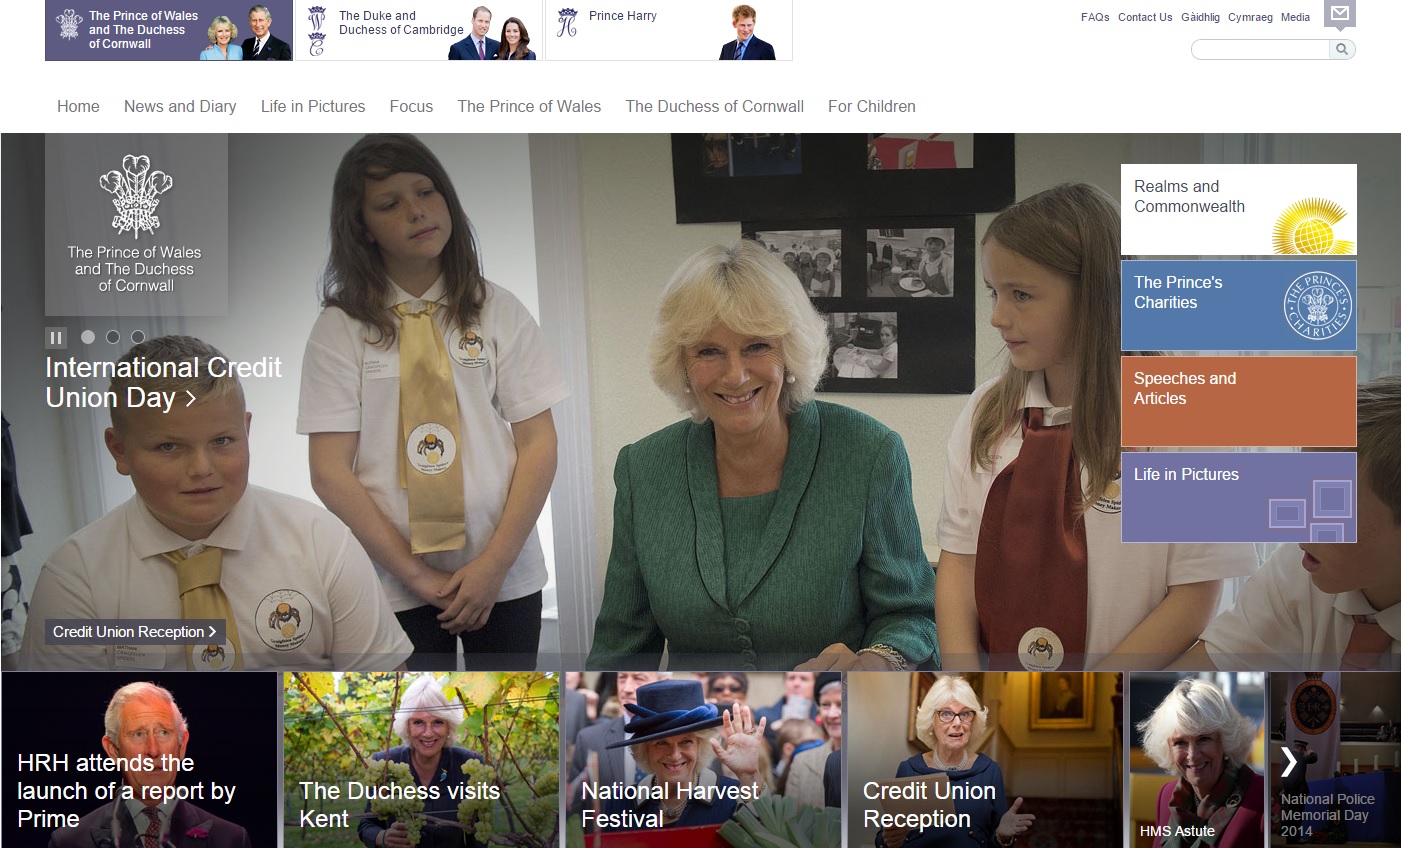 The Prince of Wales
and The Duchess
of Cornwall
The Duke and
Duchess of Cambridge
Prince Harry
FAQs Contact Us Gàidhlig Cymraeg Media
Home News and Diary Life in Pictures Focus The Prince of Wales The Duchess of Cornwall For Children
The Prince of Wales
and The Duchess
of Cornwall
International Credit
Union Day
Credit Union Reception
Realms and
Commonwealth
The Prince's
Charities
THE PRINCE'S CHARITIES
Speeches and
Articles
Life in Pictures
HRH attends the
launch of a report by
Prime
The Duchess visits
Kent
National Harvest
Festival
Credit Union
Reception
HMS Astute
National Police
Memorial Day
2014